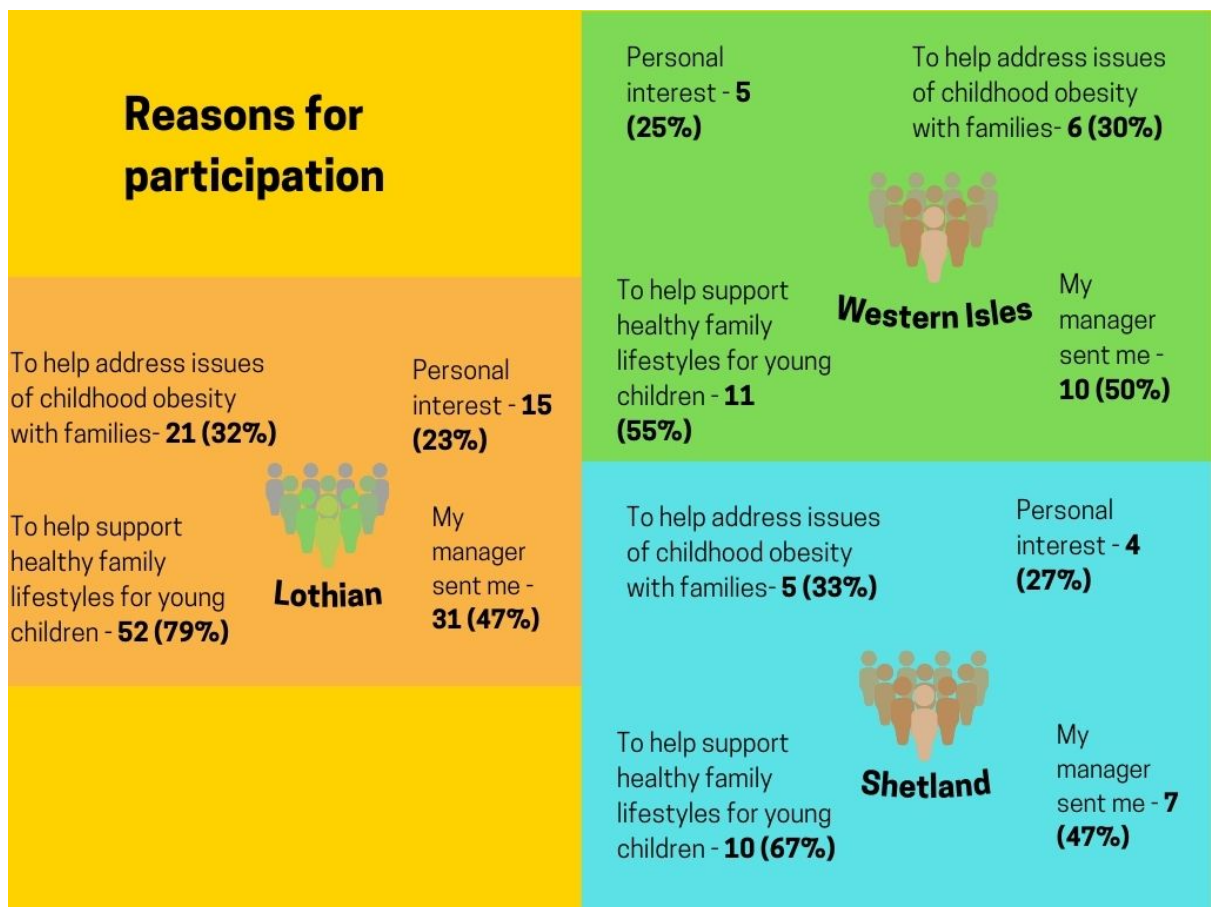 Reasons for
participation
To help address issues
of childhood obesity
with families- 21 (32%)
Personal
interest - 15
(23%)
To help support
healthy family
lifestyles for young
children - 52 (79%)
Lothian
My
manager
sent me -
31 (47%)
Personal
interest - 5
(25%)
To help address issues
of childhood obesity
with families- 6 (30%)
To help support
healthy family
lifestyles for young
children - 11
(55%)
Western Isles
My
manager
sent me -
10 (50%)
To help address issues
of childhood obesity
with families- 5 (33%)
Personal
interest - 4
(27%)
To help support
healthy family
lifestyles for young
children - 10 (67%)
Shetland
My
manager
sent me - 7
(47%)